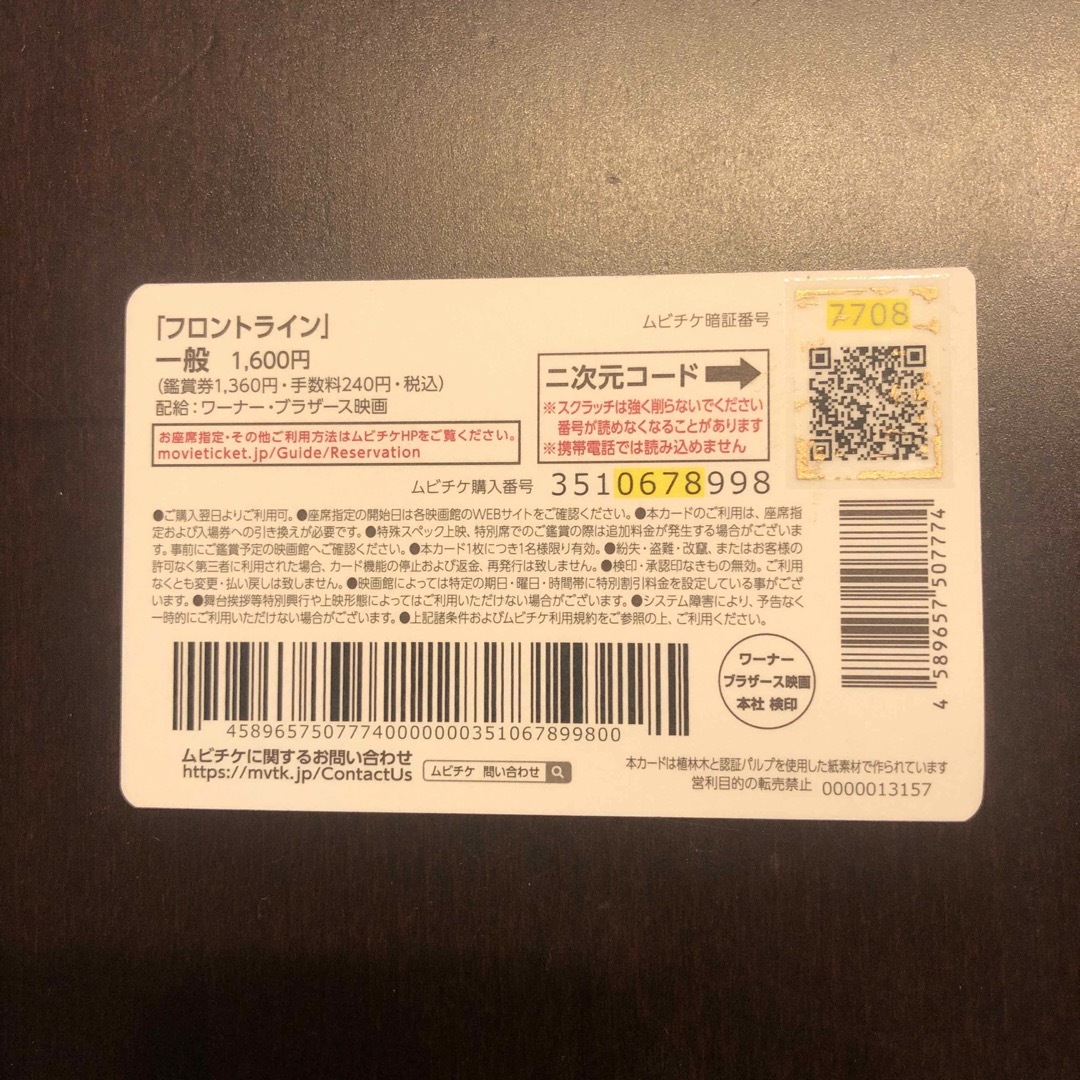 「フロントライン」
一般 1,600円
(鑑賞券1,360円・手数料240円・税込)
配給：ワーナー・ブラザース映画
お座席指定・その他ご利用方法はムビチケHPをご覧ください。
movieticket.jp/Guide/Reservation
ムビチケ暗証番号
7708
二次元コード
※スクラッチは強く削らないでください
番号が読めなくなることがあります
※携帯電話では読み込めません
ムビチケ購入番号 3510678998
●ご購入翌日よりご利用可。●座席指定の開始日は各映画館のWEBサイトをご確認ください。●本カードのご利用は、座席指
定および入場券への引き換えが必要です。●特殊スペック上映、特別席でのご鑑賞の際は追加料金が発生する場合がございま
す。事前にご鑑賞予定の映画館へご確認ください。●本カード1枚につき1名様限り有効。●紛失・盗難・改竄、またはお客様の
許可なく第三者に利用された場合、カード機能の停止および返金、再発行は致しません。●検印・承認印なきもの無効。ご利用
なくとも変更・払い戻しは致しません。●映画館によっては特定の期日・曜日・時間帯に特別割引料金を設定している事がござ
います。●舞台挨拶等特別興行や上映形態によってはご利用いただけない場合がございます。●システム障害により、予告なく
一時的にご利用いただけない場合がございます。●上記諸条件およびムビチケ利用規約をご参照の上、ご利用ください。
4589657507774000000035106789980​0
ワーナー
ブラザース映画
本社 検印
4 589657 507774
ムビチケに関するお問い合わせ
https://mvtk.jp/ContactUs
ムビチケ 問い合わせ
本カードは植林木と認証パルプを使用した紙素材で作られています
営利目的の転売禁止 0000013157